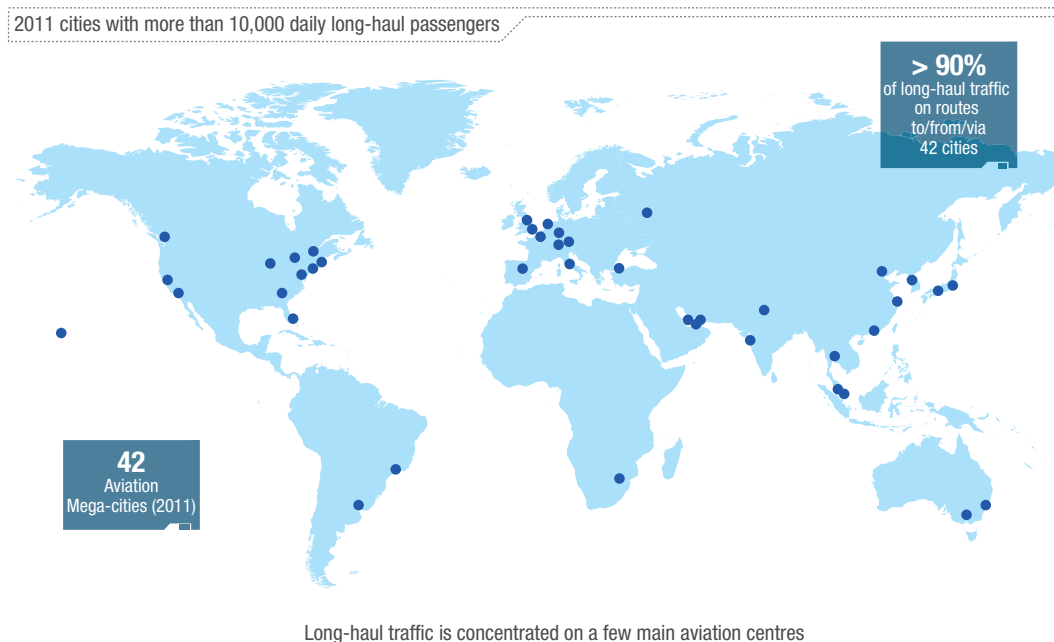 2011 cities with more than 10,000 daily long-haul passengers
> 90%
of long-haul traffic
on routes
to/from/via
42 cities
42
Aviation
Mega-cities (2011)
Long-haul traffic is concentrated on a few main aviation centres